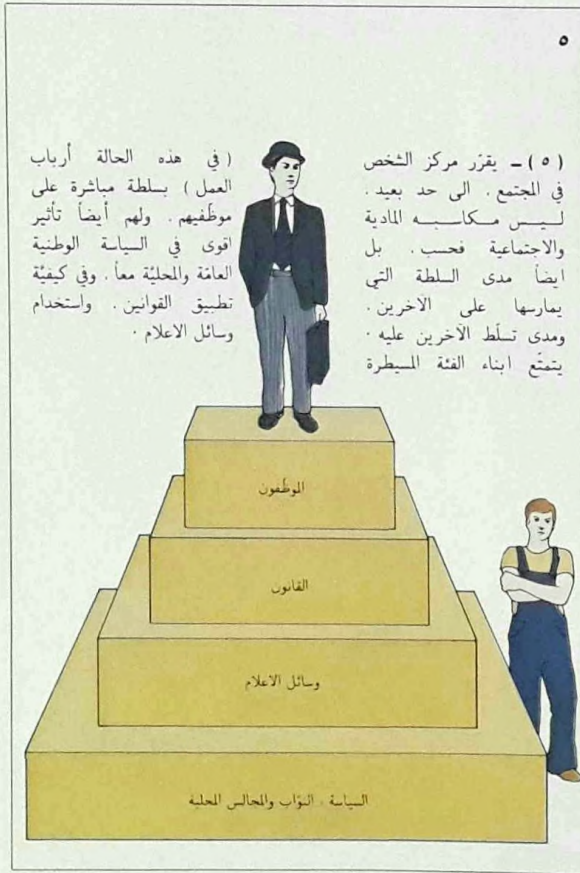 ٥
(٥) ـ يقرّر مركز الشخص
في المجتمع ، الى حد بعيد ،
ليس مكاسبه المادية
والاجتماعية فحسب ، بل
ايضاً مدى السلطة التي
يمارسها على الآخرين ،
ومدى تسلّط الآخرين عليه ٠
يتمتّع ابناء الفئة المسيطرة
(في هذه الحالة أرباب
العمل) بسلطة مباشرة على
موظّفيهم ، ولهم أيضاً تأثير
اقوى في السياسة الوطنية
العامّة والمحليّة معاً ، وفي كيفيّة
تطبيق القوانين ، واستخدام
وسائل الاعلام ٠
الموظّفون
القانون
وسائل الاعلام
السياسة ، النوّاب والمجالس المحلية